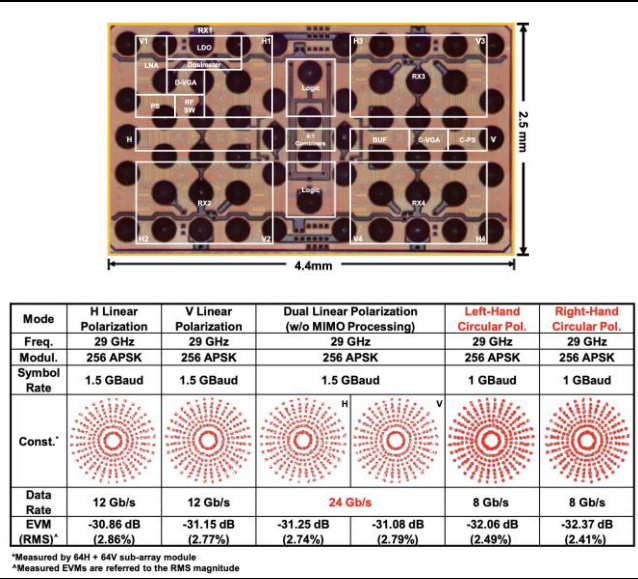 RX1
V1 H1 H3 V3
LDO
LNA Dosimeter
Logic RX3
D-VGA
PS RF
SW
H 4:1
Combiners BUF C-VGA C-PS V
Logic
RX2 RX4
H2 V2 V4 H4
2.5 mm
4.4mm
Mode H Linear
Polarization V Linear
Polarization Dual Linear Polarization
(w/o MIMO Processing) Left-Hand
Circular Pol. Right-Hand
Circular Pol.
Freq. 29 GHz 29 GHz 29 GHz 29 GHz 29 GHz
Modul. 256 APSK 256 APSK 256 APSK 256 APSK 256 APSK
Symbol
Rate 1.5 GBaud 1.5 GBaud 1.5 GBaud 1 GBaud 1 GBaud
Const.* H V
Data
Rate 12 Gb/s 12 Gb/s 24 Gb/s 8 Gb/s 8 Gb/s
EVM -30.86 dB -31.15 dB -31.25 dB -31.08 dB -32.06 dB -32.37 dB
(RMS)^ (2.86%) (2.77%) (2.74%) (2.79%) (2.49%) (2.41%)
*Measured by 64H + 64V sub-array module
^Measured EVMs are referred to the RMS magnitude